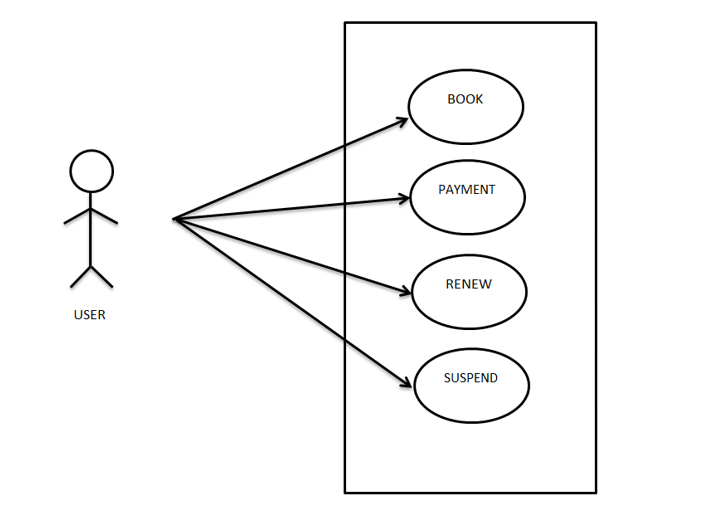 BOOK
PAYMENT
RENEW
USER
SUSPEND